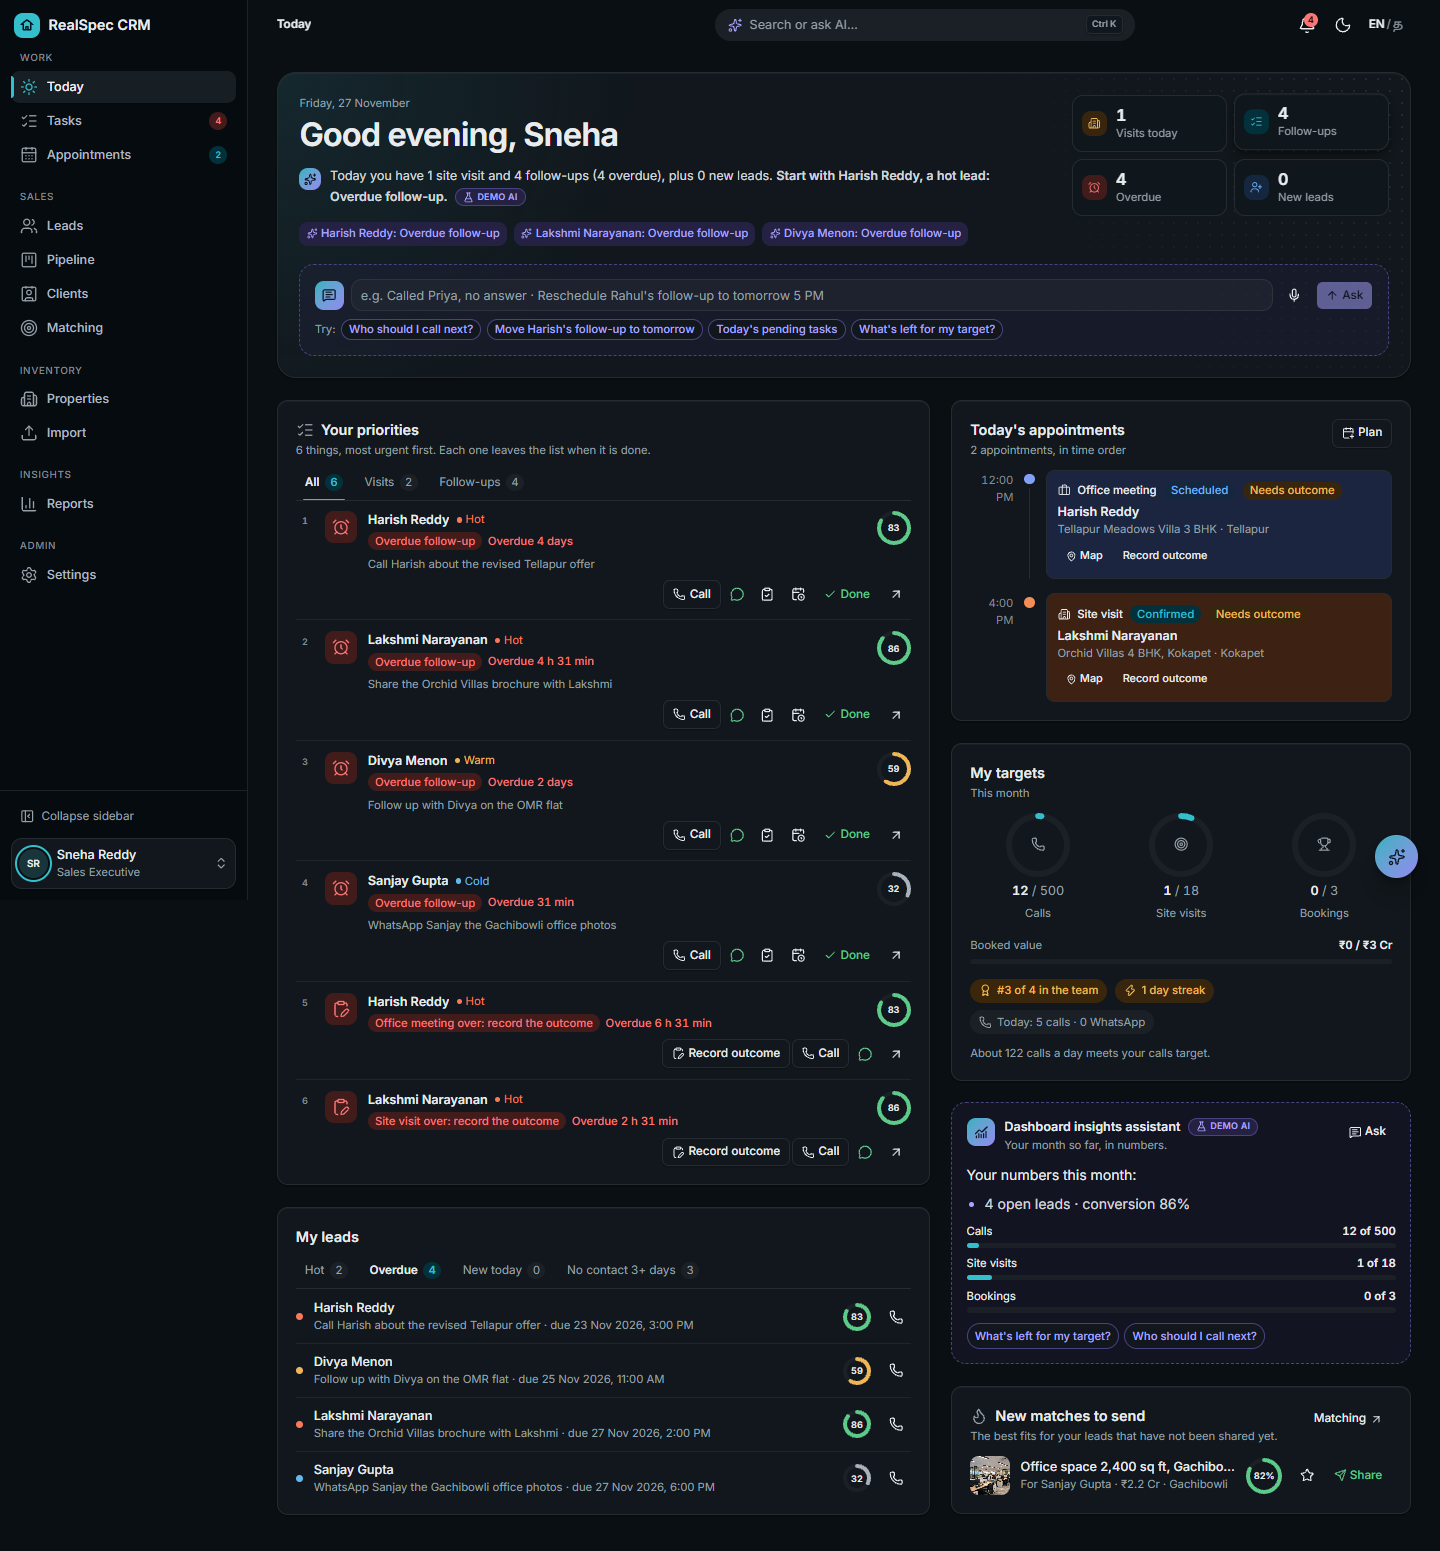 RealSpec CRM
WORK
Today
Tasks 4
Appointments 2
SALES
Leads
Pipeline
Clients
Matching
INVENTORY
Properties
Import
INSIGHTS
Reports
ADMIN
Settings
Collapse sidebar
SR Sneha Reddy
Sales Executive
Today
Search or ask AI... Ctrl K
4
EN / த
Friday, 27 November
Good evening, Sneha
Today you have 1 site visit and 4 follow-ups (4 overdue), plus 0 new leads. Start with Harish Reddy, a hot lead:
Overdue follow-up. DEMO AI
Harish Reddy: Overdue follow-up Lakshmi Narayanan: Overdue follow-up Divya Menon: Overdue follow-up
1
Visits today
4
Follow-ups
4
Overdue
0
New leads
e.g. Called Priya, no answer · Reschedule Rahul's follow-up to tomorrow 5 PM Ask
Try: Who should I call next? Move Harish's follow-up to tomorrow Today's pending tasks What's left for my target?
Your priorities
6 things, most urgent first. Each one leaves the list when it is done.
All 6 Visits 2 Follow-ups 4
1 Harish Reddy Hot 83
Overdue follow-up Overdue 4 days
Call Harish about the revised Tellapur offer
Call Done
2 Lakshmi Narayanan Hot 86
Overdue follow-up Overdue 4 h 31 min
Share the Orchid Villas brochure with Lakshmi
Call Done
3 Divya Menon Warm 59
Overdue follow-up Overdue 2 days
Follow up with Divya on the OMR flat
Call Done
4 Sanjay Gupta Cold 32
Overdue follow-up Overdue 31 min
WhatsApp Sanjay the Gachibowli office photos
Call Done
5 Harish Reddy Hot 83
Office meeting over: record the outcome Overdue 6 h 31 min
Record outcome Call
6 Lakshmi Narayanan Hot 86
Site visit over: record the outcome Overdue 2 h 31 min
Record outcome Call
My leads
Hot 2 Overdue 4 New today 0 No contact 3+ days 3
Harish Reddy 83
Call Harish about the revised Tellapur offer · due 23 Nov 2026, 3:00 PM
Divya Menon 59
Follow up with Divya on the OMR flat · due 25 Nov 2026, 11:00 AM
Lakshmi Narayanan 86
Share the Orchid Villas brochure with Lakshmi · due 27 Nov 2026, 2:00 PM
Sanjay Gupta 32
WhatsApp Sanjay the Gachibowli office photos · due 27 Nov 2026, 6:00 PM
Today's appointments Plan
2 appointments, in time order
12:00
PM
Office meeting Scheduled Needs outcome
Harish Reddy
Tellapur Meadows Villa 3 BHK · Tellapur
Map Record outcome
4:00
PM
Site visit Confirmed Needs outcome
Lakshmi Narayanan
Orchid Villas 4 BHK, Kokapet · Kokapet
Map Record outcome
My targets
This month
12 / 500 1 / 18 0 / 3
Calls Site visits Bookings
Booked value ₹0 / ₹3 Cr
#3 of 4 in the team 1 day streak
Today: 5 calls · 0 WhatsApp
About 122 calls a day meets your calls target.
Dashboard insights assistant DEMO AI Ask
Your month so far, in numbers.
Your numbers this month:
• 4 open leads · conversion 86%
Calls 12 of 500
Site visits 1 of 18
Bookings 0 of 3
What's left for my target? Who should I call next?
New matches to send Matching
The best fits for your leads that have not been shared yet.
Office space 2,400 sq ft, Gachibo... 82% Share
For Sanjay Gupta · ₹2.2 Cr · Gachibowli